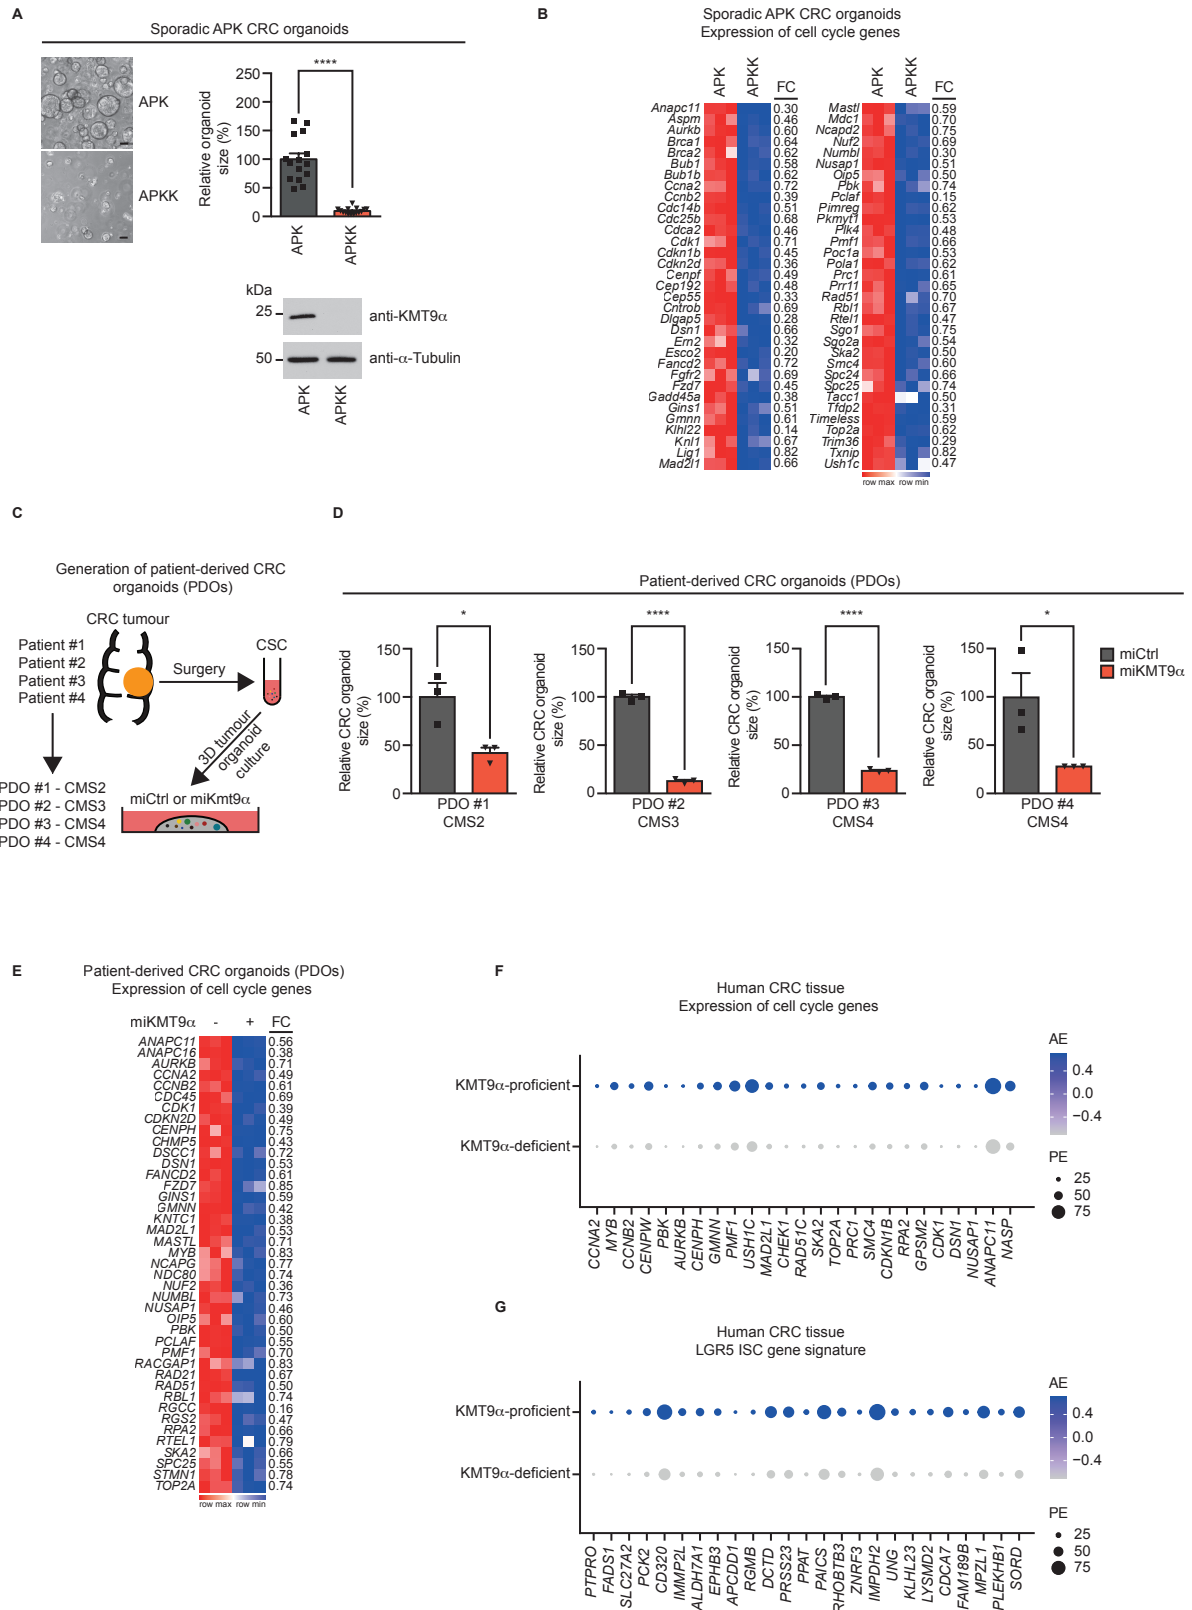 A
Sporadic APK CRC organoids
APK
APKK
Relative organoid
size (%)
250
200
150
100
50
0
****
APK
APKK
kDa
25
anti-KMT9α
50
anti-α-Tubulin
APK
APKK
B
Sporadic APK CRC organoids
Expression of cell cycle genes
APK
APKK
FC
Anapc11 0.30
Aspm 0.46
Aurkb 0.60
Brca1 0.64
Brca2 0.62
Bub1 0.58
Bub1b 0.62
Ccna2 0.72
Ccnb2 0.39
Cdc14b 0.51
Cdc25b 0.68
Cdca2 0.46
Cdk1 0.71
Cdkn1b 0.45
Cdkn2d 0.36
Cenpf 0.49
Cep192 0.48
Cep55 0.33
Cntrob 0.69
Dlgap5 0.28
Dsn1 0.66
Ern2 0.32
Esco2 0.20
Fancd2 0.72
Fgfr2 0.69
Fzd7 0.45
Gadd45a 0.38
Gins1 0.51
Gmnn 0.61
Klhl22 0.14
Knl1 0.67
Lig1 0.82
Mad2l1 0.66
APK
APKK
FC
Mastl 0.59
Mdc1 0.70
Ncapd2 0.75
Nuf2 0.69
Numbl 0.30
Nusap1 0.51
Oip5 0.50
Pbk 0.74
Pclaf 0.15
Pimreg 0.62
Pkmyt1 0.53
Plk4 0.48
Pmf1 0.66
Poc1a 0.53
Pola1 0.62
Prc1 0.61
Prr11 0.65
Rad51 0.70
Rbl1 0.67
Rtel1 0.47
Sgo1 0.75
Sgo2a 0.54
Ska2 0.50
Smc4 0.60
Spc24 0.66
Spc25 0.74
Tacc1 0.50
Tfdp2 0.31
Timeless 0.59
Top2a 0.62
Trim36 0.29
Txnip 0.82
Ush1c 0.47
row max row min
C
Generation of patient-derived CRC
organoids (PDOs)
CRC tumour
Patient #1
Patient #2
Patient #3
Patient #4
Surgery
CSC
3D tumour
organoid
culture
PDO #1 - CMS2
PDO #2 - CMS3
PDO #3 - CMS4
PDO #4 - CMS4
miCtrl or miKmt9α
D
Patient-derived CRC organoids (PDOs)
Relative CRC organoid
size (%)
150
100
50
0
*
PDO #1
CMS2
Relative CRC organoid
size (%)
150
100
50
0
****
PDO #2
CMS3
Relative CRC organoid
size (%)
150
100
50
0
****
PDO #3
CMS4
Relative CRC organoid
size (%)
150
100
50
0
*
PDO #4
CMS4
miCtrl
miKMT9α
E
Patient-derived CRC organoids (PDOs)
Expression of cell cycle genes
miKMT9α - + FC
ANAPC11 0.56
ANAPC16 0.38
AURKB 0.71
CCNA2 0.49
CCNB2 0.61
CDC45 0.69
CDK1 0.39
CDKN2D 0.49
CENPH 0.75
CHMP5 0.43
DSCC1 0.72
DSN1 0.53
FANCD2 0.61
FZD7 0.85
GINS1 0.59
GMNN 0.42
KNTC1 0.38
MAD2L1 0.53
MASTL 0.71
MYB 0.83
NCAPG 0.77
NDC80 0.74
NUF2 0.36
NUMBL 0.73
NUSAP1 0.46
OIP5 0.60
PBK 0.50
PCLAF 0.55
PMF1 0.70
RACGAP1 0.83
RAD21 0.67
RAD51 0.50
RBL1 0.74
RGCC 0.16
RGS2 0.47
RPA2 0.66
RTEL1 0.79
SKA2 0.66
SPC25 0.55
STMN1 0.78
TOP2A 0.74
row max row min
F
Human CRC tissue
Expression of cell cycle genes
KMT9α-proficient
KMT9α-deficient
CCNA2
MYB
CCNB2
CENPW
PBK
AURKB
CENPH
GMNN
PMF1
USH1C
MAD2L1
CHEK1
RAD51C
SKA2
TOP2A
PRC1
SMC4
CDKN1B
RPA2
GPSM2
CDK1
DSN1
NUSAP1
ANAPC11
NASP
AE
0.4
0.0
−0.4
PE
25
50
75
G
Human CRC tissue
LGR5 ISC gene signature
KMT9α-proficient
KMT9α-deficient
PTPRO
FADS1
SLC27A2
PCK2
CD320
IMMP2L
ALDH7A1
EPHB3
APCDD1
RGMB
DCTD
PRSS23
PPAT
PAICS
RHOBTB3
ZNRF3
IMPDH2
UNG
KLHL23
LYSMD2
CDCA7
FAM189B
MPZL1
PLEKHB1
SORD
AE
0.4
0.0
−0.4
PE
25
50
75